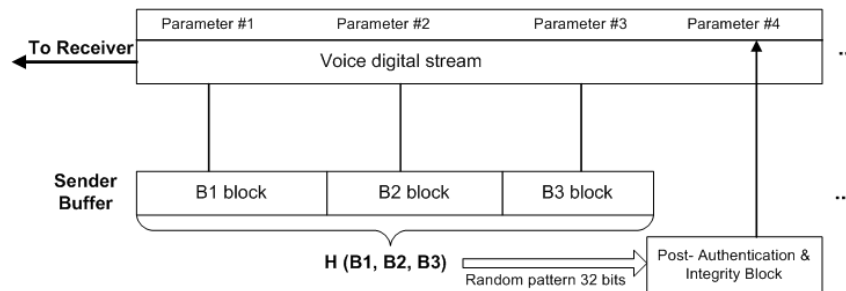 Parameter #1 Parameter #2 Parameter #3 Parameter #4
To Receiver
Voice digital stream
Sender
Buffer
B1 block B2 block B3 block
H (B1, B2, B3)
Random pattern 32 bits
Post- Authentication &
Integrity Block